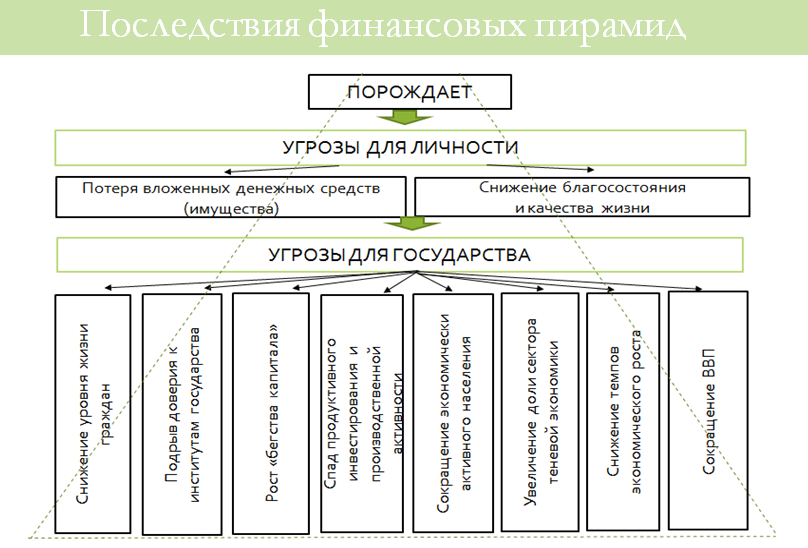 Последствия финансовых пирамид
ПОРОЖДАЕТ
УГРОЗЫ ДЛЯ ЛИЧНОСТИ
Потеря вложенных денежных средств
(имущества)
Снижение благосостояния
и качества жизни
УГРОЗЫ ДЛЯ ГОСУДАРСТВА
Снижение уровня жизни
граждан
Подрыв доверия к
институтам государства
Рост «бегства капитала»
Спад продуктивного
инвестирования и
производственной
активности
Сокращение экономически
активного населения
Увеличение доли сектора
теневой экономики
Снижение темпов
экономического роста
Сокращение ВВП